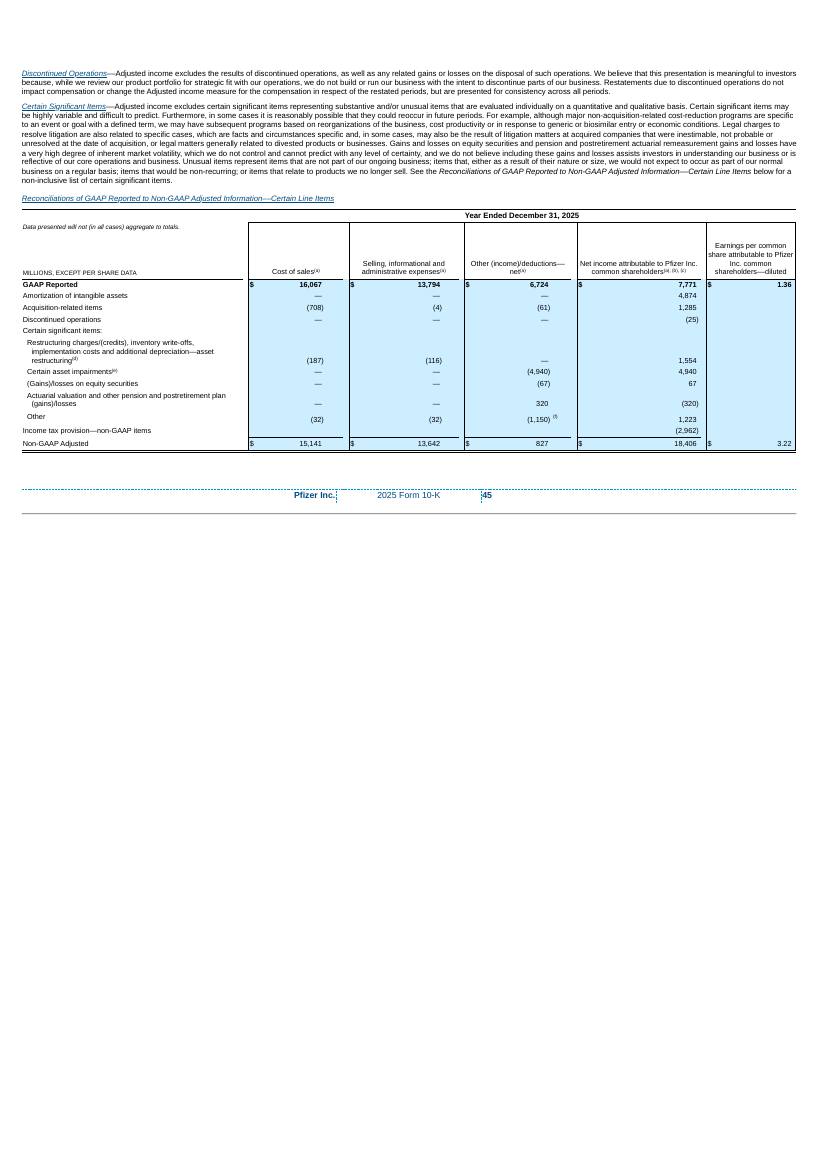 Discontinued Operations––Adjusted income excludes the results of discontinued operations, as well as any related gains or losses on the disposal of such operations. We believe that this presentation is meaningful to investors
because, while we review our product portfolio for strategic fit with our operations, we do not build or run our business with the intent to discontinue parts of our business. Restatements due to discontinued operations do not
impact compensation or change the Adjusted income measure for the compensation in respect of the restated periods, but are presented for consistency across all periods.
Certain Significant Items––Adjusted income excludes certain significant items representing substantive and/or unusual items that are evaluated individually on a quantitative and qualitative basis. Certain significant items may
be highly variable and difficult to predict. Furthermore, in some cases it is reasonably possible that they could reoccur in future periods. For example, although major non-acquisition-related cost-reduction programs are specific
to an event or goal with a defined term, we may have subsequent programs based on reorganizations of the business, cost productivity or in response to generic or biosimilar entry or economic conditions. Legal charges to
resolve litigation are also related to specific cases, which are facts and circumstances specific and, in some cases, may also be the result of litigation matters at acquired companies that were inestimable, not probable or
unresolved at the date of acquisition, or legal matters generally related to divested products or businesses. Gains and losses on equity securities and pension and postretirement actuarial remeasurement gains and losses have
a very high degree of inherent market volatility, which we do not control and cannot predict with any level of certainty, and we do not believe including these gains and losses assists investors in understanding our business or is
reflective of our core operations and business. Unusual items represent items that are not part of our ongoing business; items that, either as a result of their nature or size, we would not expect to occur as part of our normal
business on a regular basis; items that would be non-recurring; or items that relate to products we no longer sell. See the Reconciliations of GAAP Reported to Non-GAAP Adjusted Information––Certain Line Items below for a
non-inclusive list of certain significant items.
Reconciliations of GAAP Reported to Non-GAAP Adjusted Information––Certain Line Items
Year Ended December 31, 2025
Data presented will not (in all cases) aggregate to totals.
MILLIONS, EXCEPT PER SHARE DATA
Cost of sales(a)
Selling, informational and
administrative expenses(a)
Other (income)/deductions––
net(a)
Net income attributable to Pfizer Inc.
common shareholders(a), (b), (c)
Earnings per common
share attributable to Pfizer
Inc. common
shareholders––diluted
GAAP Reported $ 16,067 $ 13,794 $ 6,724 $ 7,771 $ 1.36
Amortization of intangible assets — — — 4,874
Acquisition-related items (708) (4) (61) 1,285
Discontinued operations — — — (25)
Certain significant items:
Restructuring charges/(credits), inventory write-offs,
implementation costs and additional depreciation—asset
restructuring(d) (187) (116) — 1,554
Certain asset impairments(e) — — (4,940) 4,940
(Gains)/losses on equity securities — — (67) 67
Actuarial valuation and other pension and postretirement plan
(gains)/losses — — 320 (320)
Other (32) (32) (1,150) (f) 1,223
Income tax provision—non-GAAP items (2,962)
Non-GAAP Adjusted $ 15,141 $ 13,642 $ 827 $ 18,406 $ 3.22
Pfizer Inc. 2025 Form 10-K 45